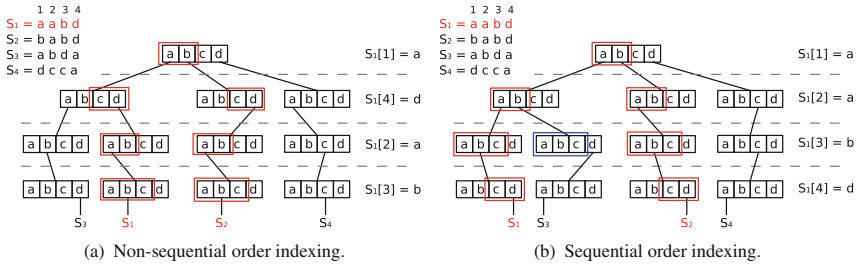 1 2 3 4
S₁ = a a b d
S₂ = b a b d
S₃ = a b d a
S₄ = d c c a
a b c d
S₁[1] = a
a b c d
a b c d
a b c d
S₁[4] = d
a b c d
a b c d
a b c d
a b c d
S₁[2] = a
a b c d
a b c d
a b c d
a b c d
S₁[3] = b
S₃
S₁
S₂
S₄
(a) Non-sequential order indexing.
1 2 3 4
S₁ = a a b d
S₂ = b a b d
S₃ = a b d a
S₄ = d c c a
a b c d
S₁[1] = a
a b c d
a b c d
a b c d
S₁[2] = a
a b c d
a b c d
a b c d
a b c d
S₁[3] = b
a b c d
a b c d
a b c d
a b c d
S₁[4] = d
S₁
S₃
S₂
S₄
(b) Sequential order indexing.